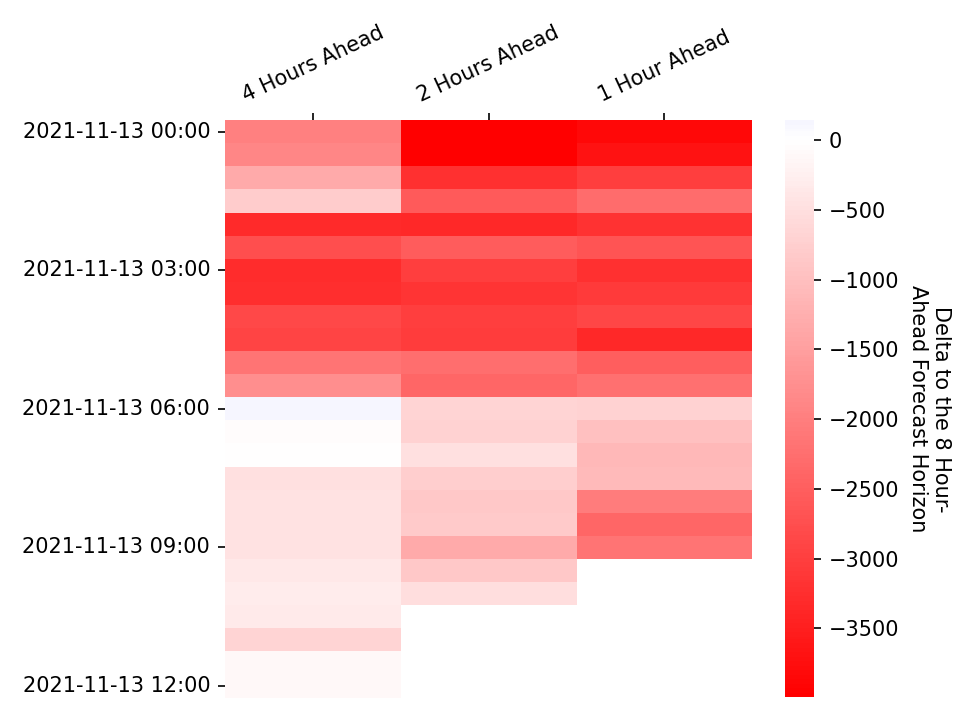 4 Hours Ahead
2 Hours Ahead
1 Hour Ahead
2021-11-13 00:00
2021-11-13 03:00
2021-11-13 06:00
2021-11-13 09:00
2021-11-13 12:00
0
−500
−1000
−1500
−2000
−2500
−3000
−3500
Delta to the 8 Hour-
Ahead Forecast Horizon